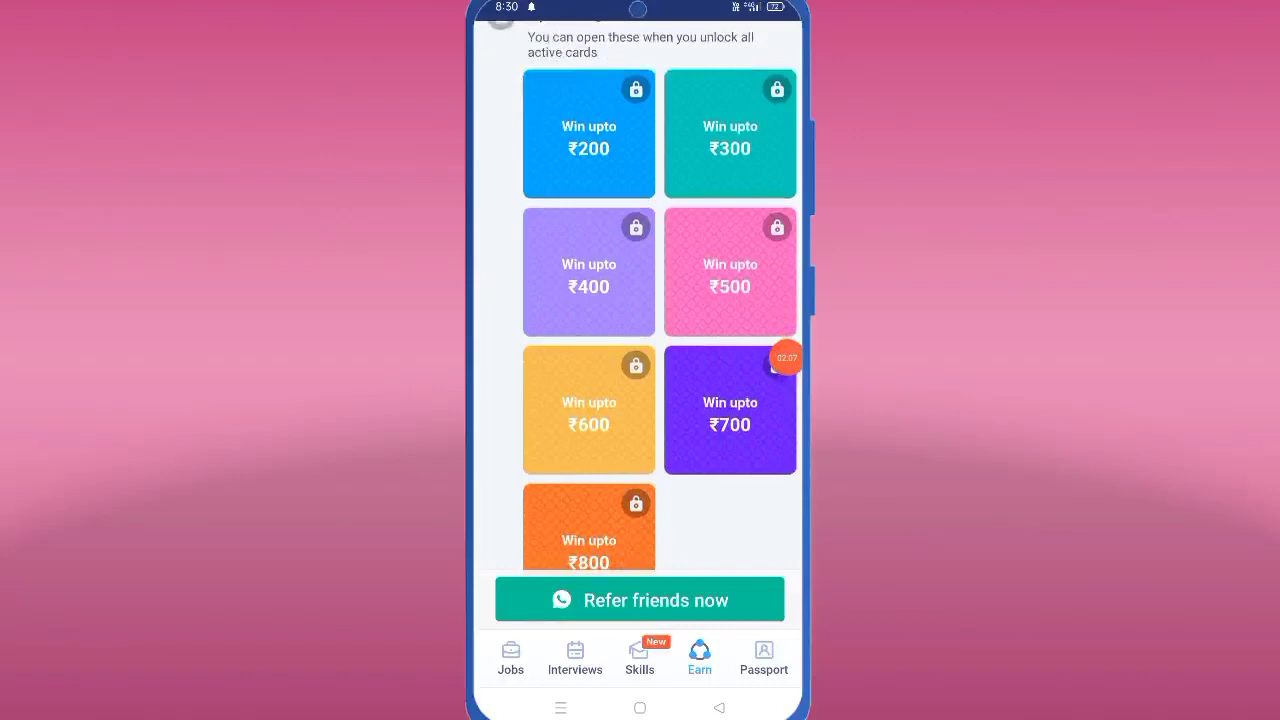 8:30
72
You can open these when you unlock all
active cards
Win upto
₹200
Win upto
₹300
Win upto
₹400
Win upto
₹500
Win upto
₹600
02:07
Win upto
₹700
Win upto
₹800
Refer friends now
New
Jobs
Interviews
Skills
Earn
Passport